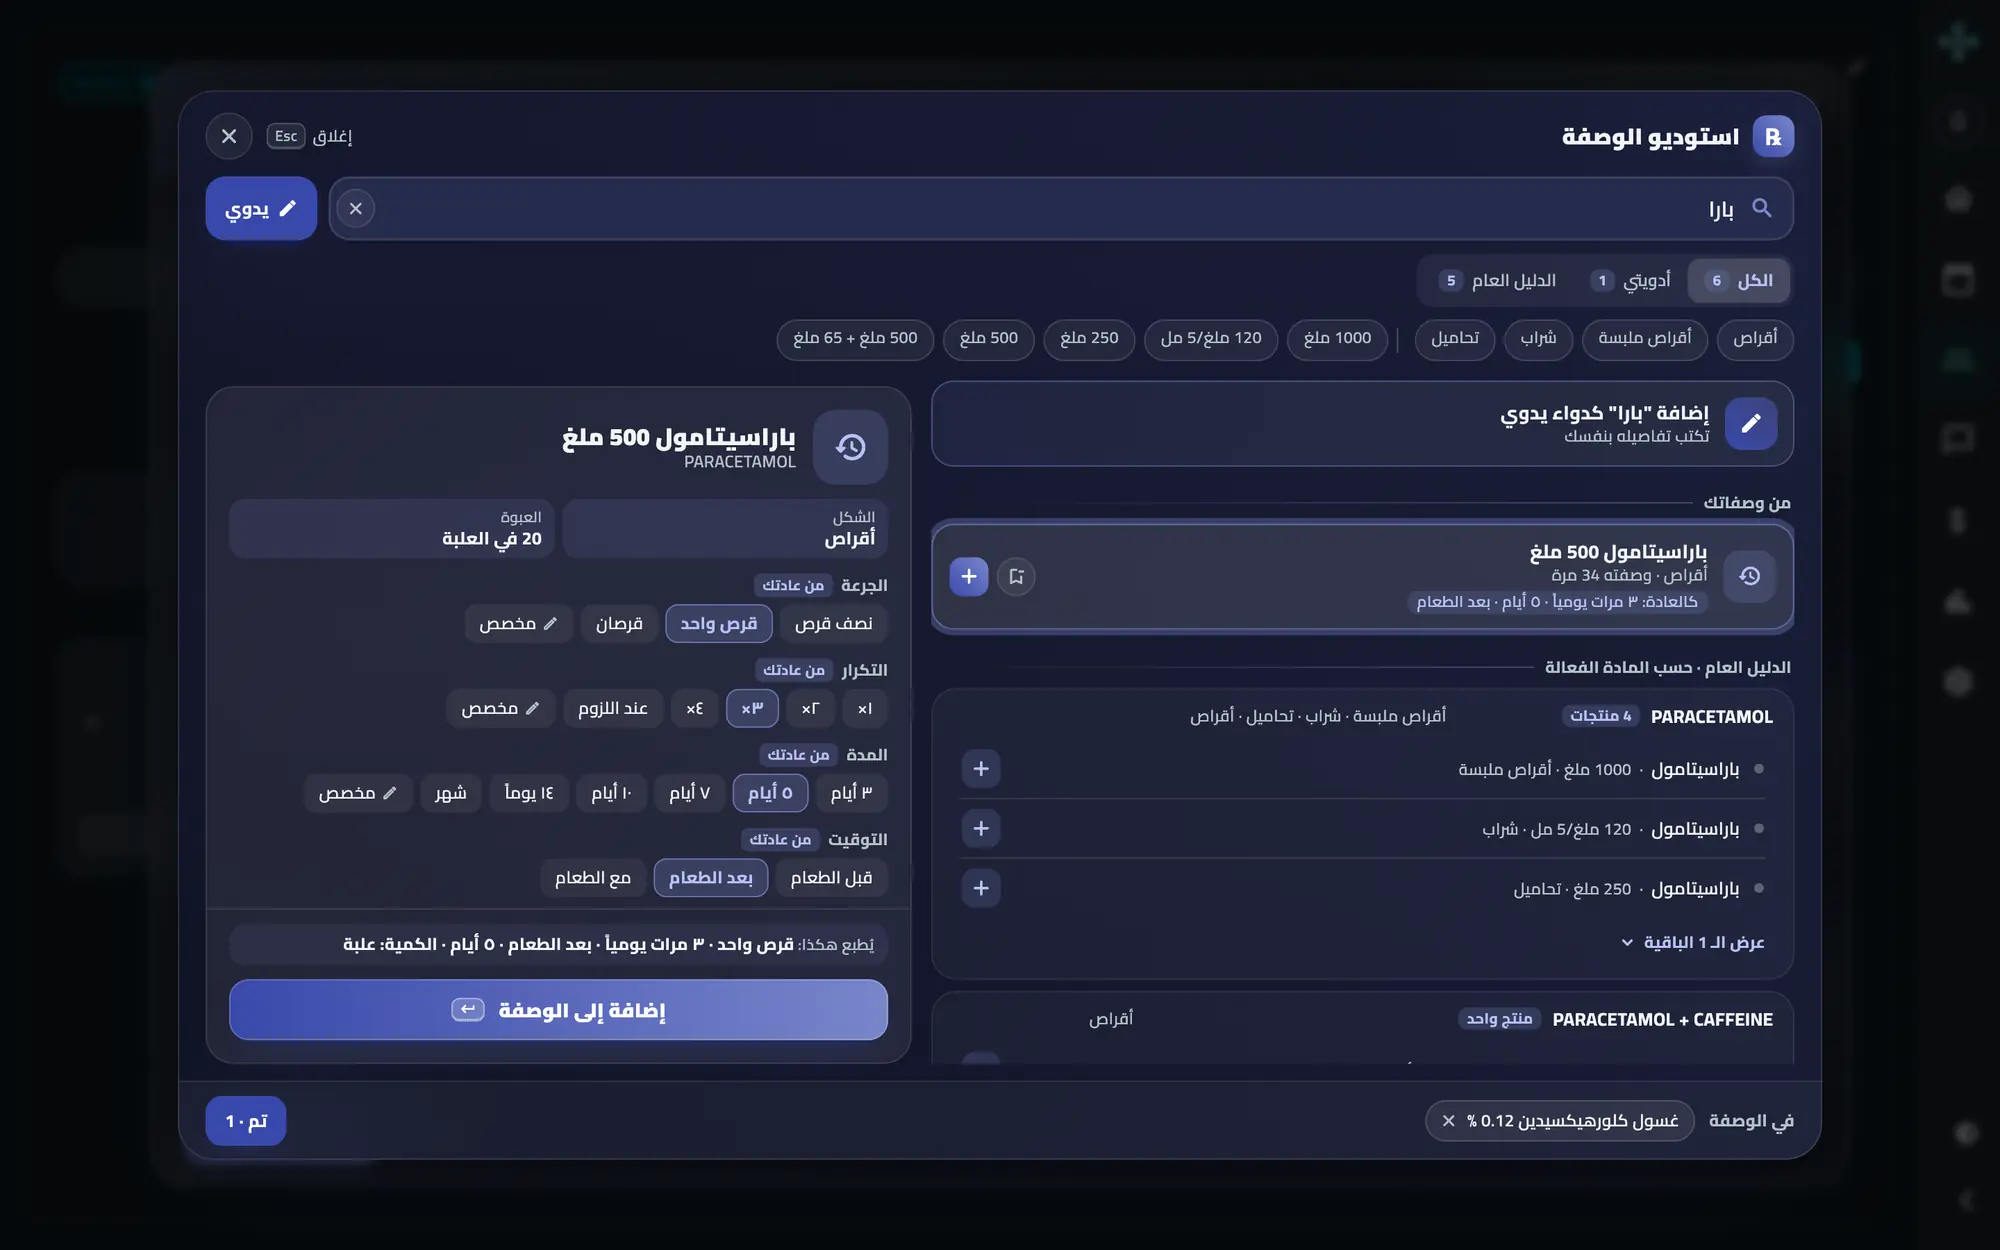 استوديو الوصفة
إغلاق Esc
بارا
يدوي
الكل 6
أدويتي 1
الدليل العام 5
أقراص
أقراص ملبسة
شراب
تحاميل
1000 ملغ
120 ملغ/5 مل
250 ملغ
500 ملغ
500 ملغ + 65 ملغ
إضافة "بارا" كدواء يدوي
تكتب تفاصيله بنفسك
من وصفاتك
باراسيتامول 500 ملغ
أقراص · وصفته 34 مرة
كالعادة: ٣ مرات يومياً · ٥ أيام · بعد الطعام
الدليل العام · حسب المادة الفعالة
PARACETAMOL 4 منتجات أقراص ملبسة · شراب · تحاميل · أقراص
باراسيتامول · 1000 ملغ · أقراص ملبسة
باراسيتامول · 120 ملغ/5 مل · شراب
باراسيتامول · 250 ملغ · تحاميل
عرض الـ 1 الباقية
PARACETAMOL + CAFFEINE منتج واحد أقراص
باراسيتامول 500 ملغ
PARACETAMOL
الشكل
أقراص
العبوة
20 في العلبة
الجرعة من عادتك
نصف قرص
قرص واحد
قرصان
مخصص
التكرار من عادتك
١×
٢×
٣×
٤×
عند اللزوم
مخصص
المدة من عادتك
٣ أيام
٥ أيام
٧ أيام
١٠ أيام
١٤ يوماً
شهر
مخصص
التوقيت من عادتك
قبل الطعام
بعد الطعام
مع الطعام
يُطبع هكذا: قرص واحد · ٣ مرات يومياً · بعد الطعام · ٥ أيام · الكمية: علبة
إضافة إلى الوصفة
في الوصفة
غسول كلورهيكسيدين 0.12 %
تم · 1